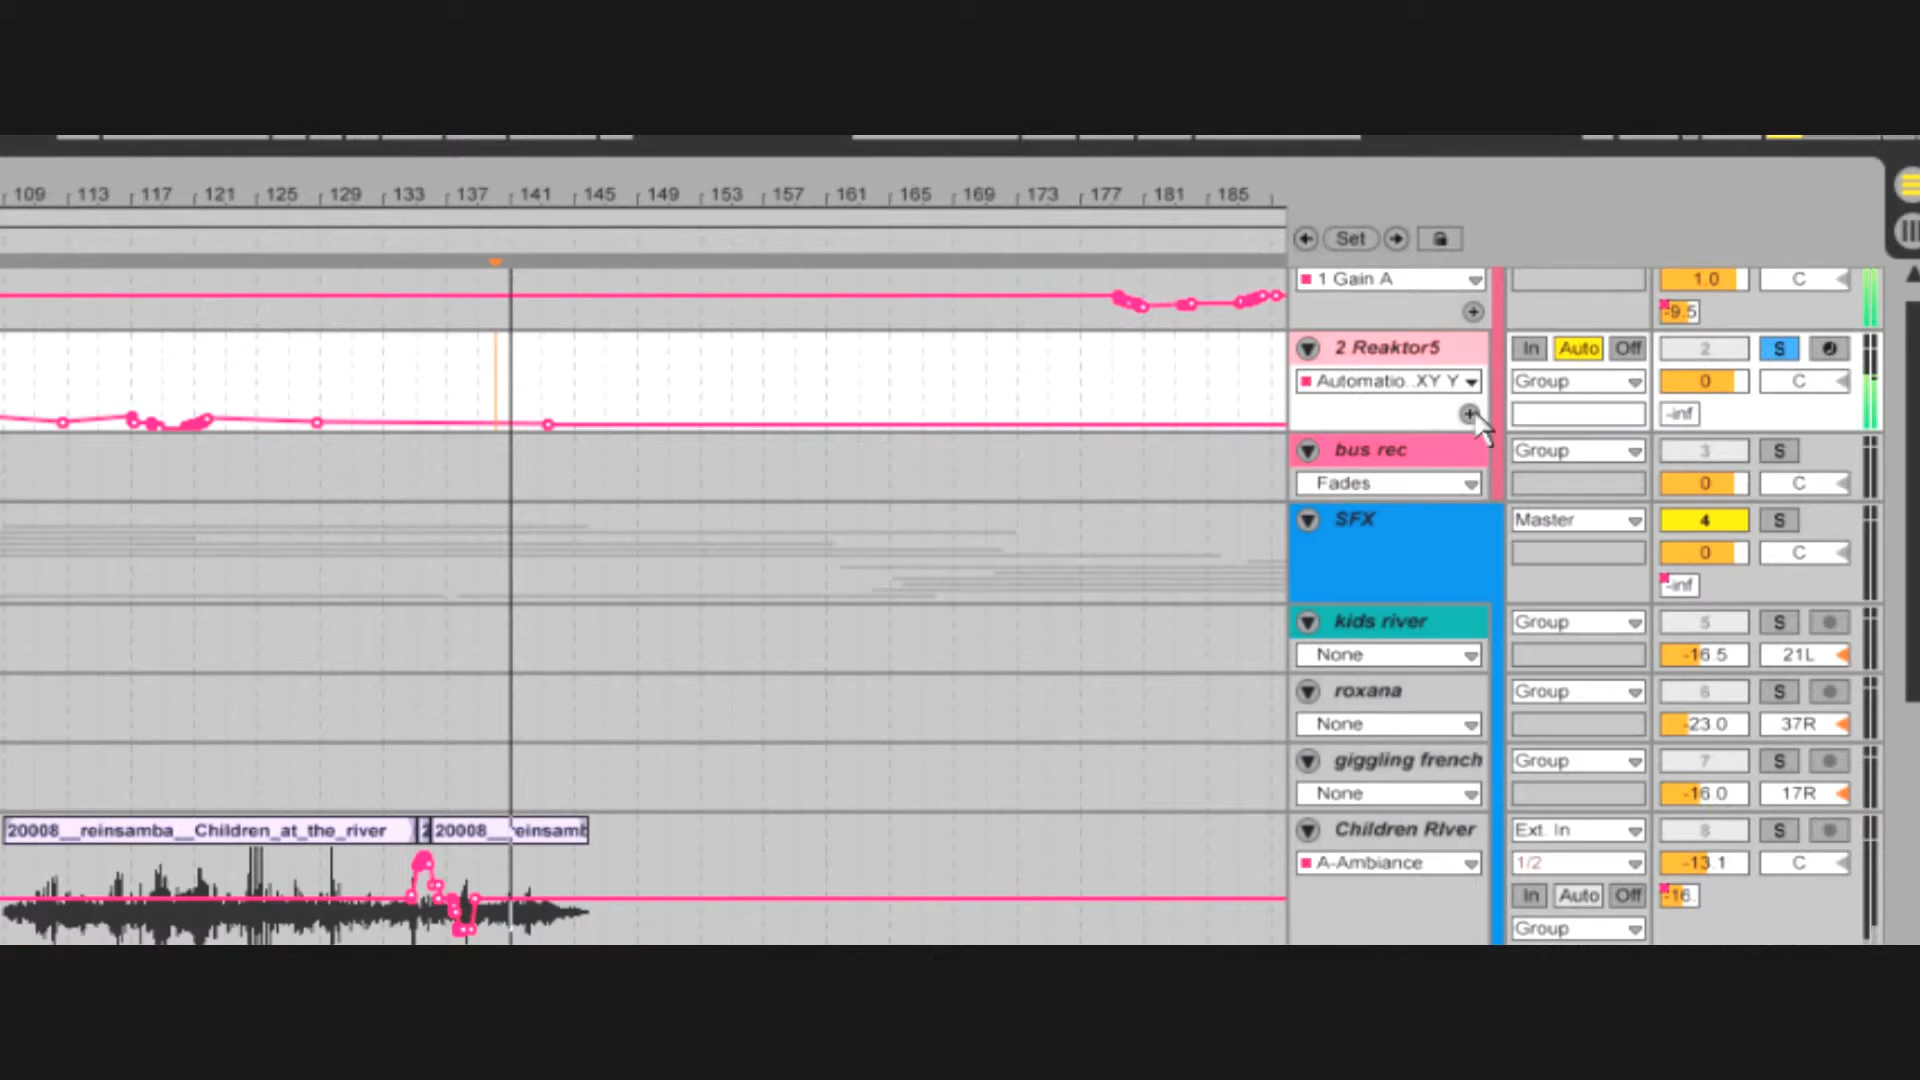 109 113 117 121 125 129 133 137 141 145 149 153 157 161 165 169 173 177 181 185
Set
1 Gain A 1.0 C
-9.5
2 Reaktor5 In Auto Off 2 S
Automatio..XY Y Group 0 C
-inf
bus rec Group 3 S
Fades 0 C
SFX Master 4 S
0 C
-inf
kids river Group 5 S
None -16.5 21L
roxana Group 6 S
None -23.0 37R
giggling french Group 7 S
None -16.0 17R
20008__reinsamba__Children_at_the_river 2 20008__reinsamb Children RIver Ext. In 8 S
A-Ambiance 1/2 -13.1 C
In Auto Off -16.
Group